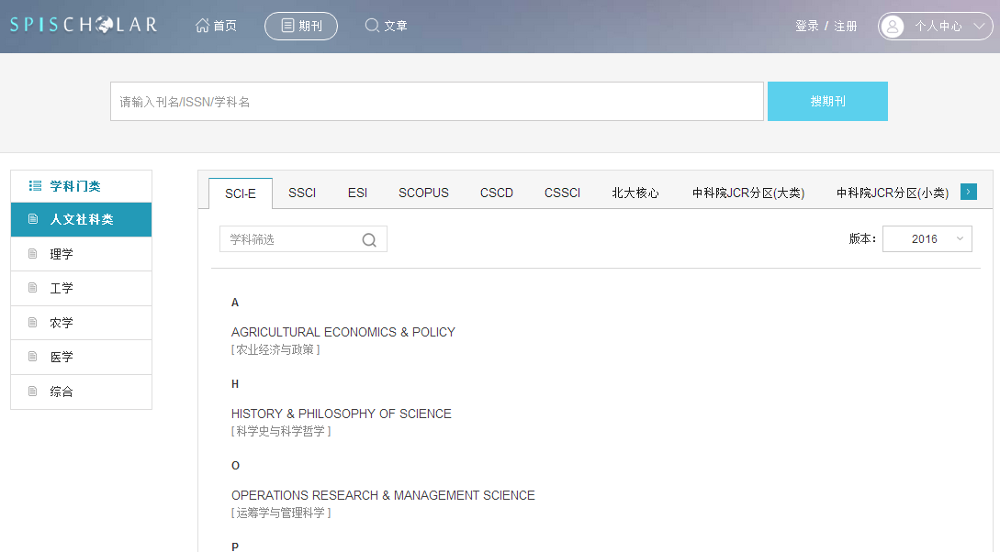 SPISCHOLAR 首页 期刊 文章 登录 / 注册 个人中心
请输入刊名/ISSN/学科名 搜期刊
学科门类
人文社科类
理学
工学
农学
医学
综合
SCI-E SSCI ESI SCOPUS CSCD CSSCI 北大核心 中科院JCR分区(大类) 中科院JCR分区(小类)
学科筛选 版本: 2016
A
AGRICULTURAL ECONOMICS & POLICY
[ 农业经济与政策 ]
H
HISTORY & PHILOSOPHY OF SCIENCE
[ 科学史与科学哲学 ]
O
OPERATIONS RESEARCH & MANAGEMENT SCIENCE
[ 运筹学与管理科学 ]
P